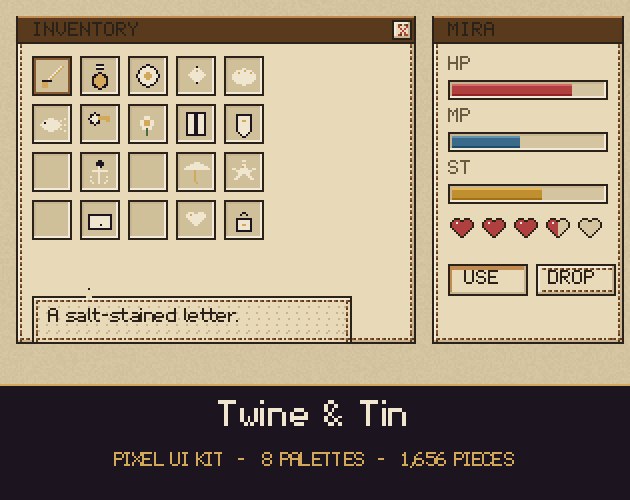 INVENTORY
X
MIRA
HP
MP
ST
USE
DROP
A salt-stained letter.
Twine & Tin
PIXEL UI KIT - 8 PALETTES - 1,656 PIECES